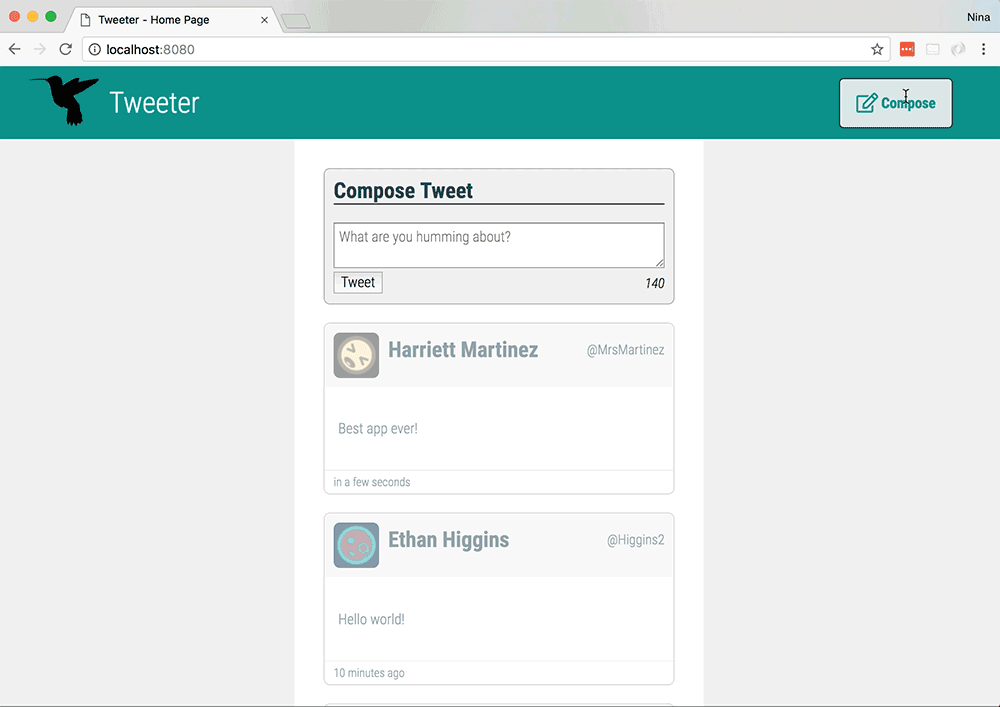 Tweeter - Home Page
Nina
localhost:8080
Tweeter
Compose
Compose Tweet
What are you humming about?
Tweet
140
Harriett Martinez
@MrsMartinez
Best app ever!
in a few seconds
Ethan Higgins
@Higgins2
Hello world!
10 minutes ago